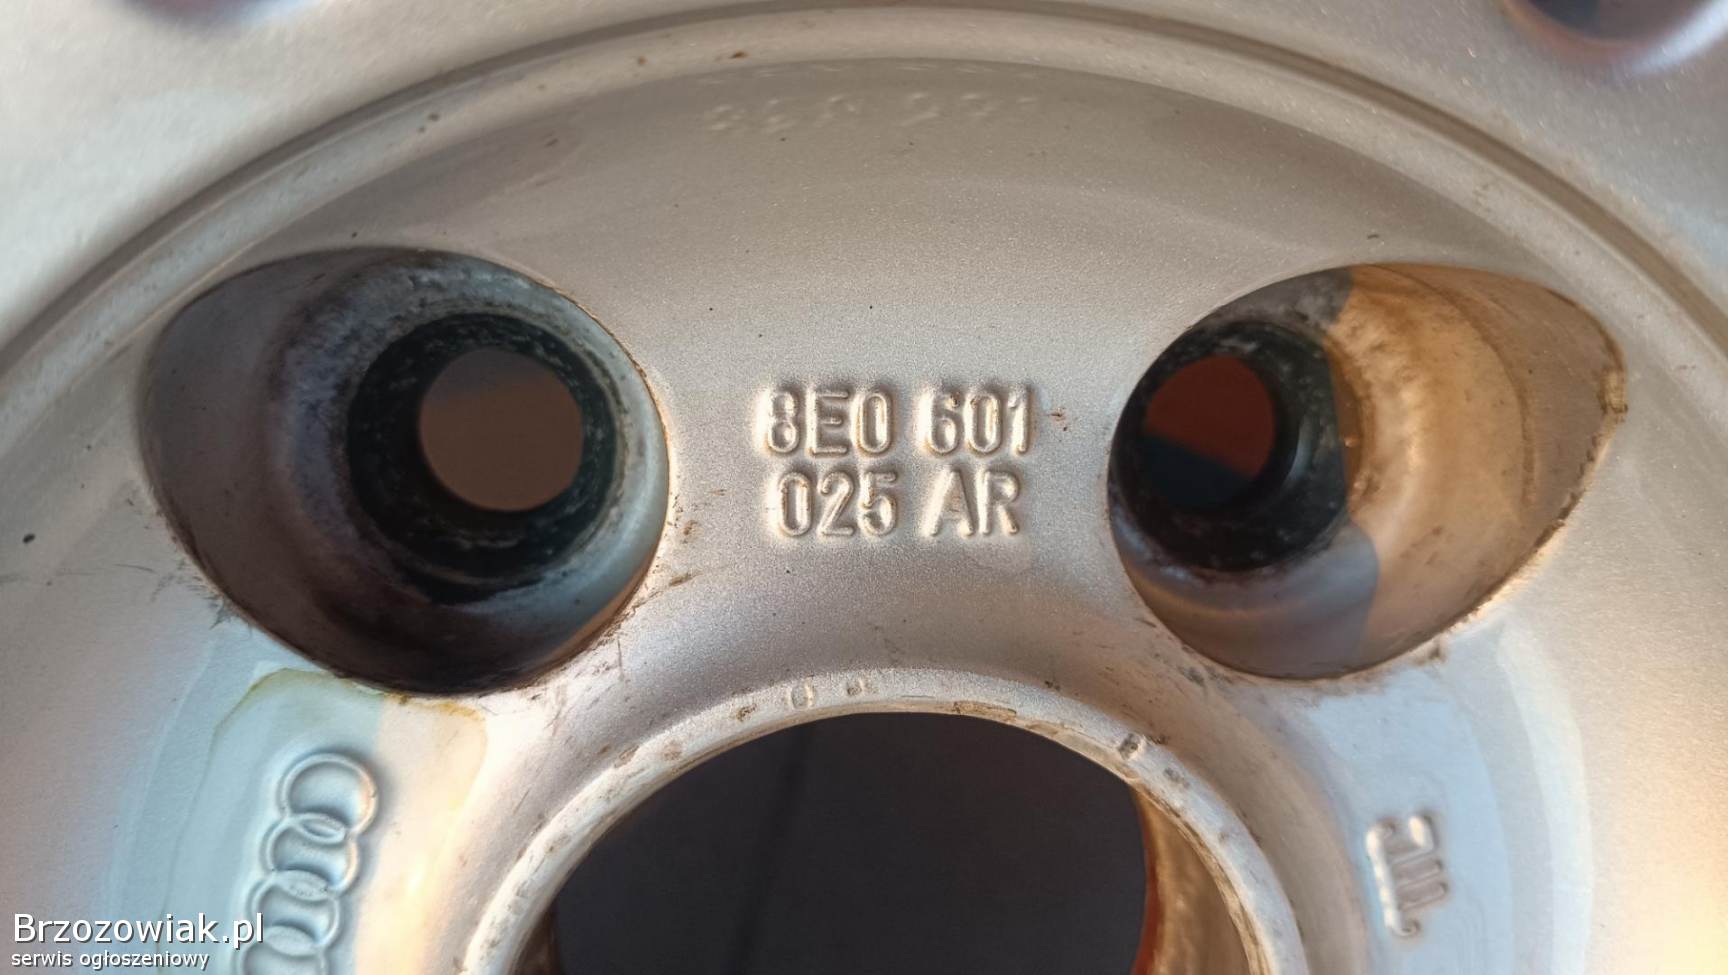 8E0 601
025 AR
Brzozowiak.pl
serwis ogłoszeniowy